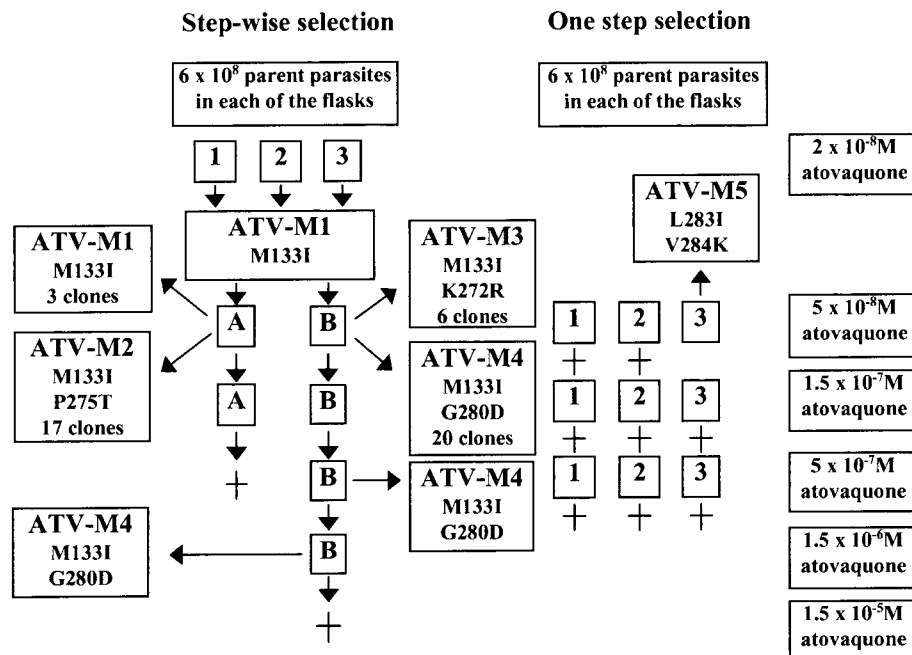 Step-wise selection
6 x 10⁸ parent parasites
in each of the flasks
1 2 3
ATV-M1
M133I
ATV-M1
M133I
3 clones
ATV-M2
M133I
P275T
17 clones
A B
A B
+ B
B
+
ATV-M4
M133I
G280D
ATV-M3
M133I
K272R
6 clones
ATV-M4
M133I
G280D
20 clones
ATV-M4
M133I
G280D
One step selection
6 x 10⁸ parent parasites
in each of the flasks
ATV-M5
L283I
V284K
1 2 3
+ +
1 2 3
+ + +
1 2 3
+ + +
2 x 10⁻⁸M
atovaquone
5 x 10⁻⁸M
atovaquone
1.5 x 10⁻⁷M
atovaquone
5 x 10⁻⁷M
atovaquone
1.5 x 10⁻⁶M
atovaquone
1.5 x 10⁻⁵M
atovaquone